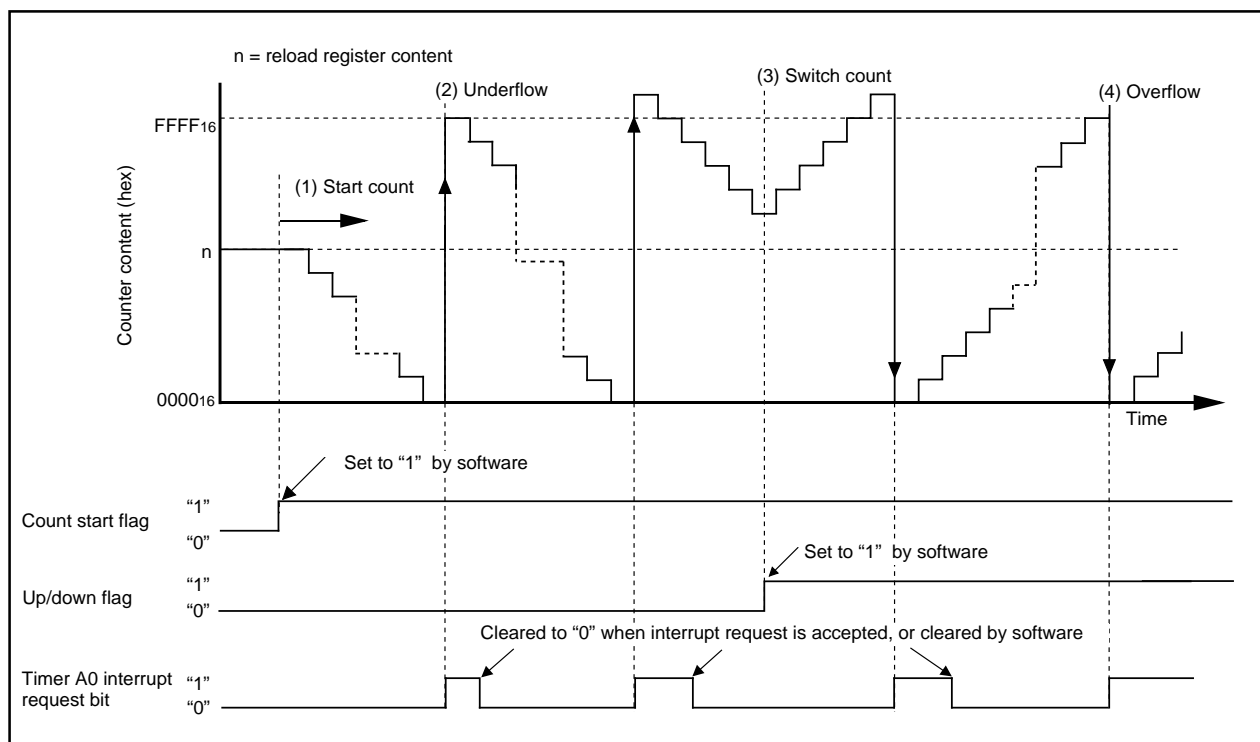 n = reload register content
(3) Switch count
(2) Underflow
(4) Overflow
FFFF16
(1) Start count
Counter content (hex)
n
000016
Time
Set to “1” by software
Count start flag
“1”
“0”
Set to “1” by software
Up/down flag
“1”
“0”
Cleared to “0” when interrupt request is accepted, or cleared by software
Timer A0 interrupt
request bit
“1”
“0”